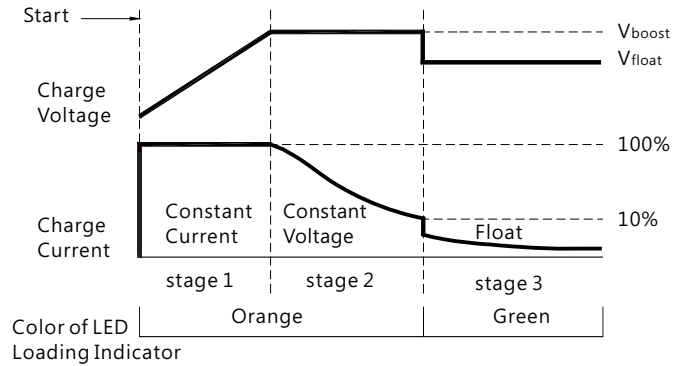 Start
Vboost
Vfloat
Charge
Voltage
100%
Constant
Current
Constant
Voltage
10%
Float
Charge
Current
stage 1
stage 2
stage 3
Orange
Green
Color of LED
Loading Indicator